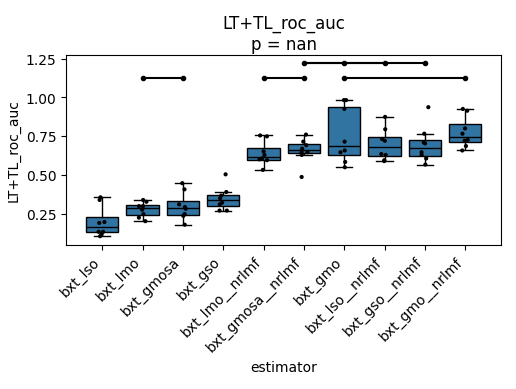 LT+TL_roc_auc
p = nan
1.25
1.00
0.75
0.50
0.25
LT+TL_roc_auc
bxt_lso
bxt_lmo
bxt_gmosa
bxt_gso
bxt_lmo__nrlmf
bxt_gmosa__nrlmf
bxt_gmo
bxt_lso__nrlmf
bxt_gso__nrlmf
bxt_gmo__nrlmf
estimator